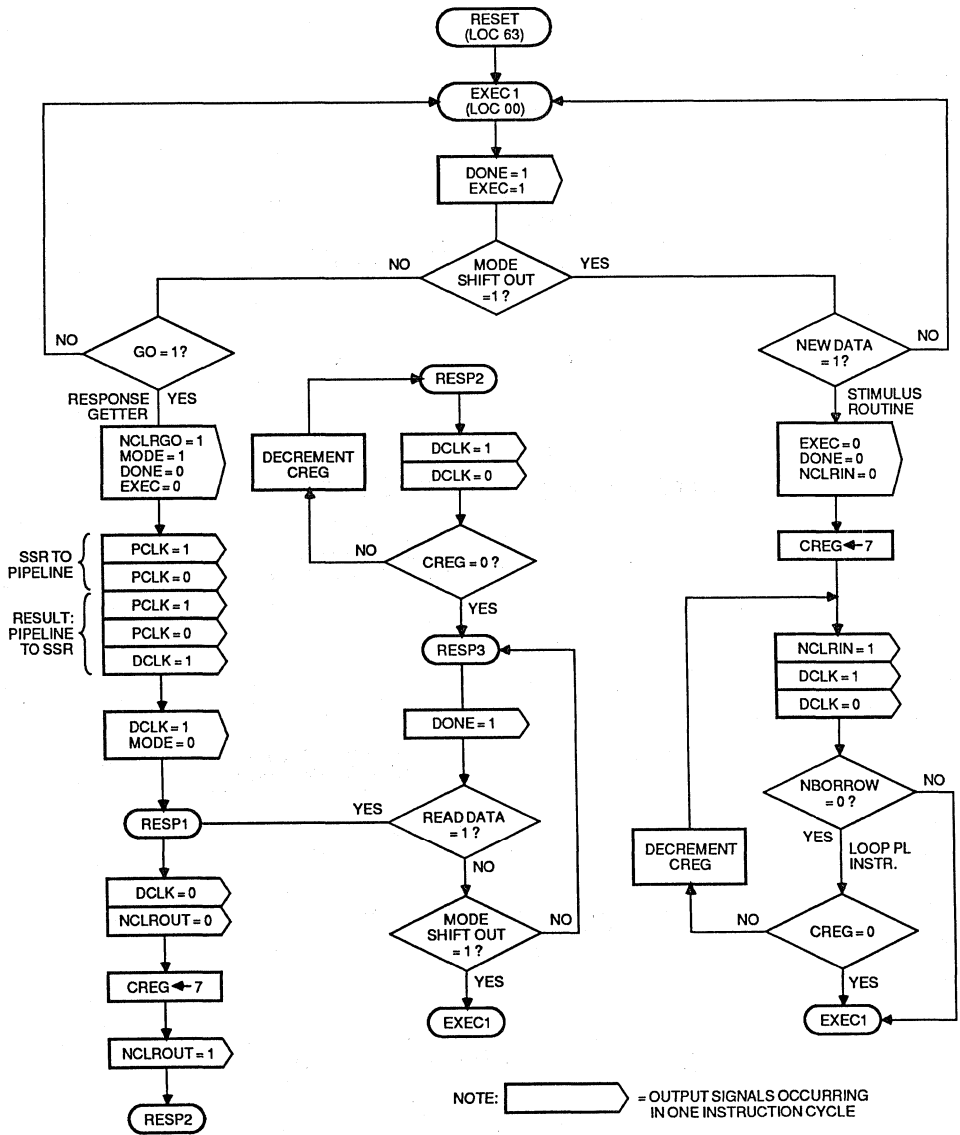 RESET
(LOC 63)
EXEC1
(LOC 00)
DONE = 1
EXEC=1
MODE
SHIFT OUT
=1?
NO
YES
GO = 1?
NO
YES
RESPONSE
GETTER
NCLRGO = 1
MODE = 1
DONE = 0
EXEC = 0
SSR TO
PIPELINE
PCLK = 1
PCLK = 0
RESULT:
PIPELINE
TO SSR
PCLK = 1
PCLK = 0
DCLK = 1
DCLK = 1
MODE = 0
RESP1
DCLK = 0
NCLROUT = 0
CREG←7
NCLROUT = 1
RESP2
RESP2
DCLK = 1
DCLK = 0
DECREMENT
CREG
CREG = 0?
NO
YES
RESP3
DONE = 1
READ DATA
= 1?
YES
NO
MODE
SHIFT OUT
= 1?
NO
YES
EXEC1
NEW DATA
= 1?
NO
STIMULUS
ROUTINE
EXEC=0
DONE = 0
NCLRIN = 0
CREG←7
NCLRIN = 1
DCLK = 1
DCLK = 0
NBORROW
= 0?
NO
YES
LOOP PL
INSTR.
DECREMENT
CREG
CREG = 0
NO
YES
EXEC1
NOTE:
= OUTPUT SIGNALS OCCURRING
IN ONE INSTRUCTION CYCLE